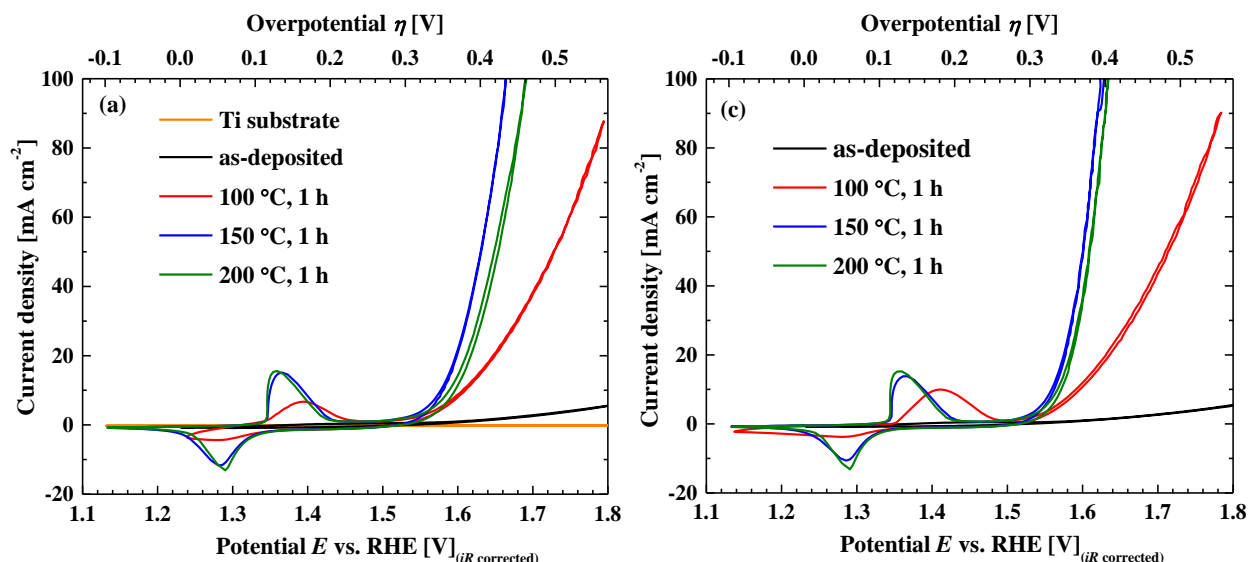 Overpotential η [V]
-0.1 0.0 0.1 0.2 0.3 0.4 0.5
(a)
Ti substrate
as-deposited
100 °C, 1 h
150 °C, 1 h
200 °C, 1 h
Current density [mA cm-2]
100
80
60
40
20
0
-20
1.1 1.2 1.3 1.4 1.5 1.6 1.7 1.8
Potential E vs. RHE [V](iR corrected)
Overpotential η [V]
-0.1 0.0 0.1 0.2 0.3 0.4 0.5
(c)
as-deposited
100 °C, 1 h
150 °C, 1 h
200 °C, 1 h
Current density [mA cm-2]
100
80
60
40
20
0
-20
1.1 1.2 1.3 1.4 1.5 1.6 1.7 1.8
Potential E vs. RHE [V](iR corrected)